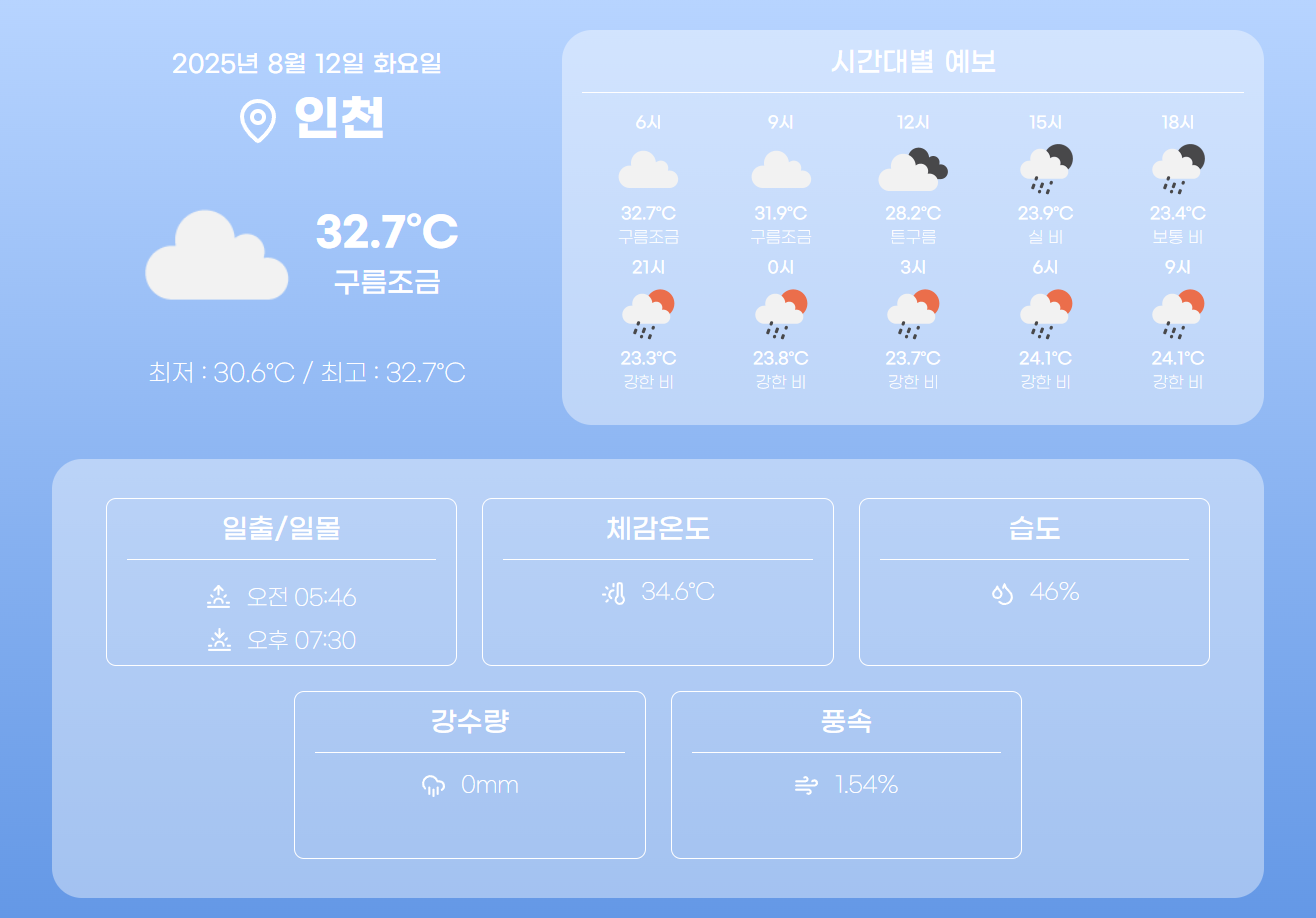 2025년 8월 12일 화요일
인천
32.7°C
구름조금
최저 : 30.6°C / 최고 : 32.7°C
시간대별 예보
6시 9시 12시 15시 18시
32.7°C 31.9°C 28.2°C 23.9°C 23.4°C
구름조금 구름조금 튼구름 실 비 보통 비
21시 0시 3시 6시 9시
23.3°C 23.8°C 23.7°C 24.1°C 24.1°C
강한 비 강한 비 강한 비 강한 비 강한 비
일출/일몰
오전 05:46
오후 07:30
체감온도
34.6°C
습도
46%
강수량
0mm
풍속
1.54%